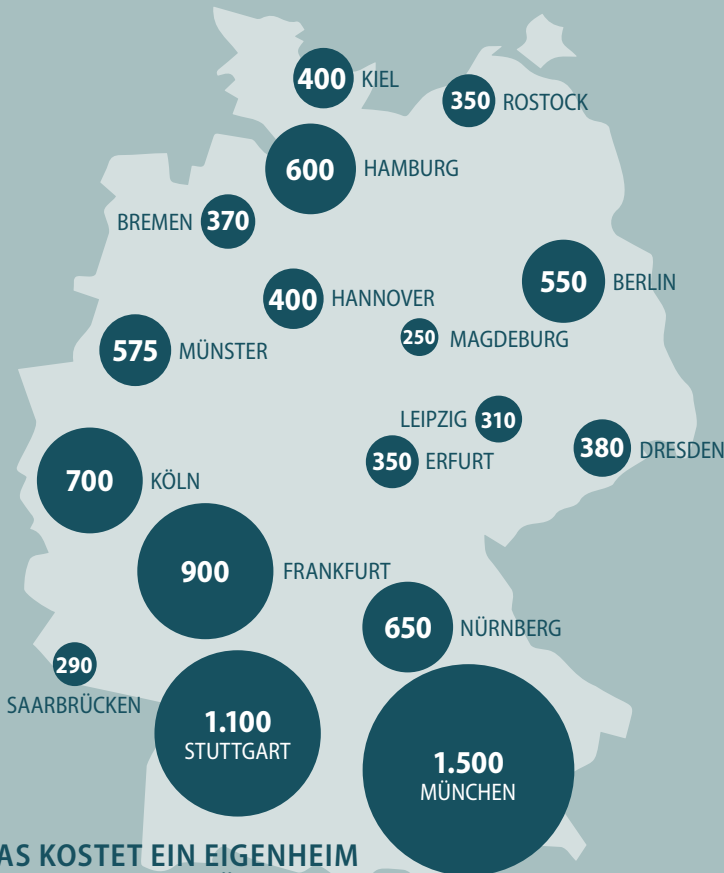 400 KIEL
350 ROSTOCK
600 HAMBURG
BREMEN 370
550 BERLIN
400 HANNOVER
250 MAGDEBURG
575 MÜNSTER
LEIPZIG 310
380 DRESDEN
350 ERFURT
700 KÖLN
900 FRANKFURT
650 NÜRNBERG
290
SAARBRÜCKEN
1.100
STUTTGART
1.500
MÜNCHEN
AS KOSTET EIN EIGENHEIM